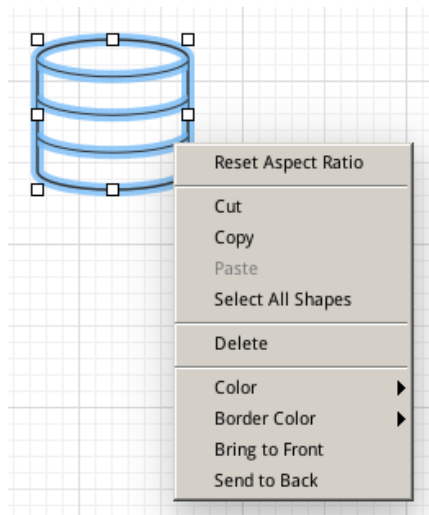 Reset Aspect Ratio
Cut
Copy
Paste
Select All Shapes
Delete
Color
Border Color
Bring to Front
Send to Back